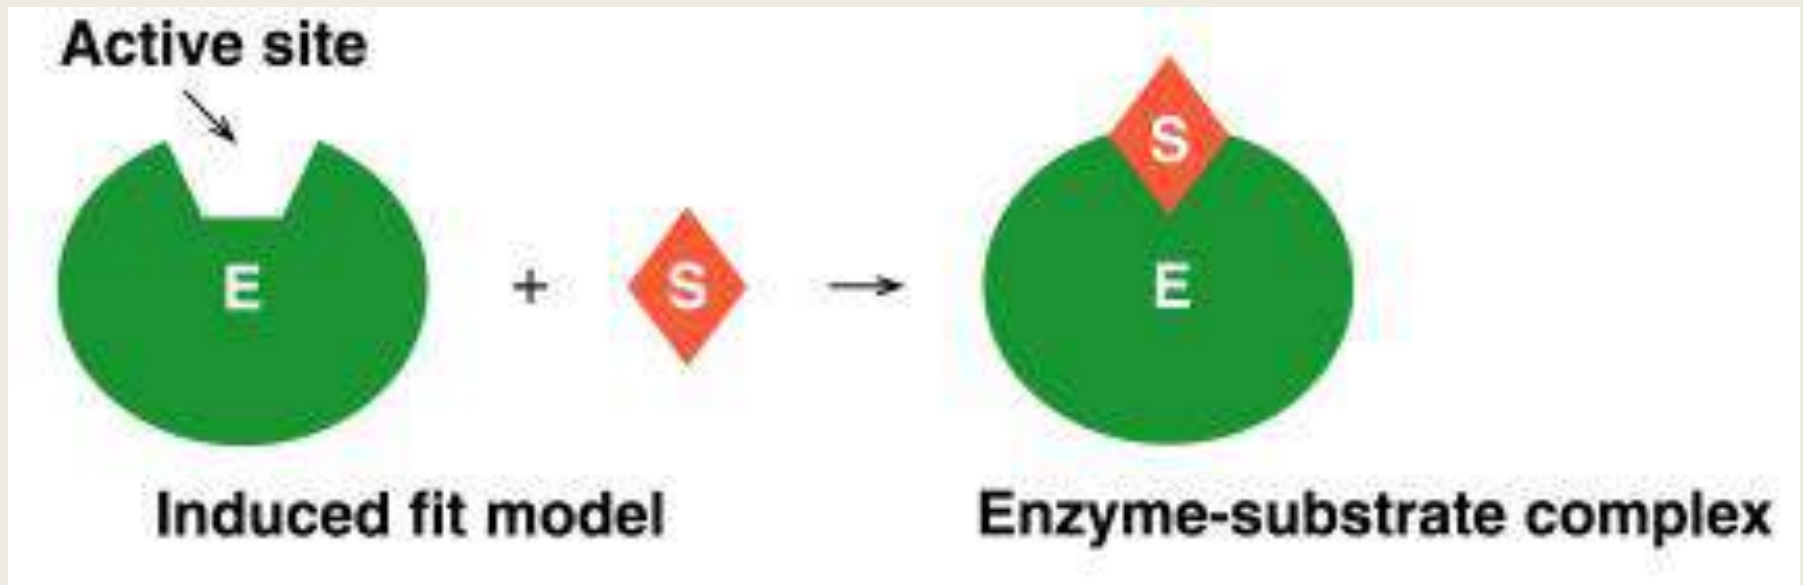 Active site
S
E
+
S
→
E
Induced fit model
Enzyme-substrate complex